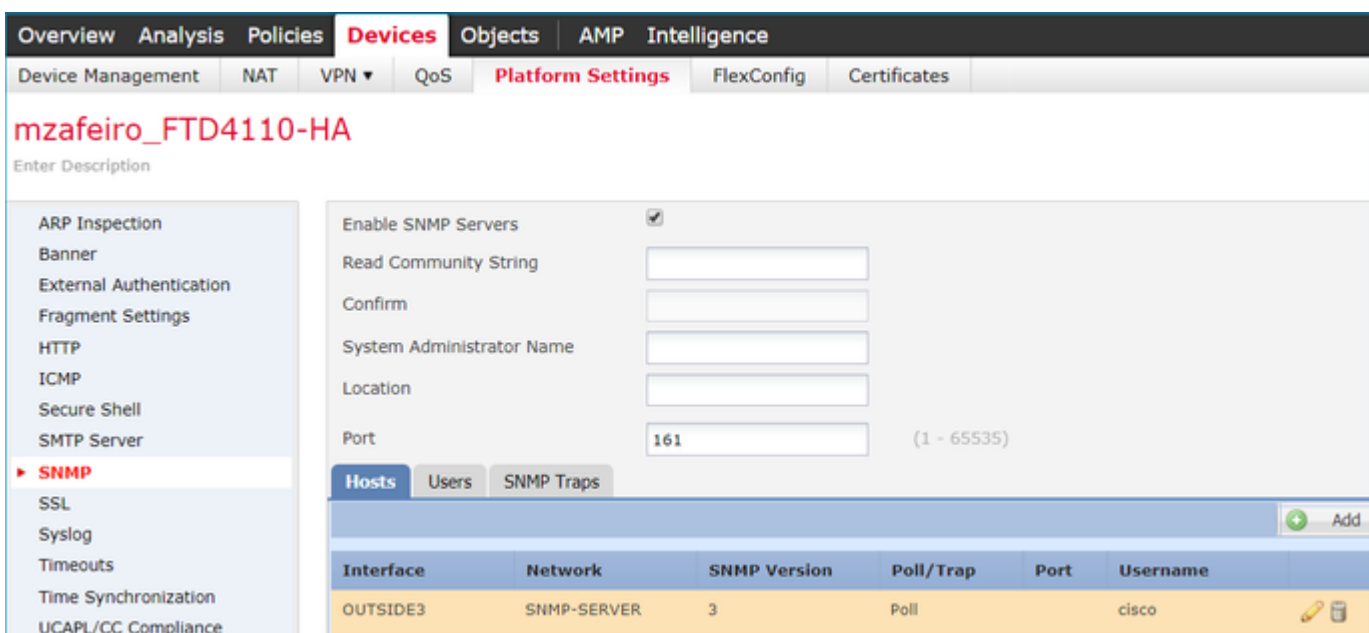 Overview Analysis Policies Devices Objects AMP Intelligence
Device Management NAT VPN ▼ QoS Platform Settings FlexConfig Certificates
mzafeiro_FTD4110-HA
Enter Description
ARP Inspection
Banner
External Authentication
Fragment Settings
HTTP
ICMP
Secure Shell
SMTP Server
SNMP
SSL
Syslog
Timeouts
Time Synchronization
UCAPL/CC Compliance
Enable SNMP Servers
Read Community String
Confirm
System Administrator Name
Location
Port 161 (1 - 65535)
Hosts Users SNMP Traps
Add
Interface Network SNMP Version Poll/Trap Port Username
OUTSIDE3 SNMP-SERVER 3 Poll cisco